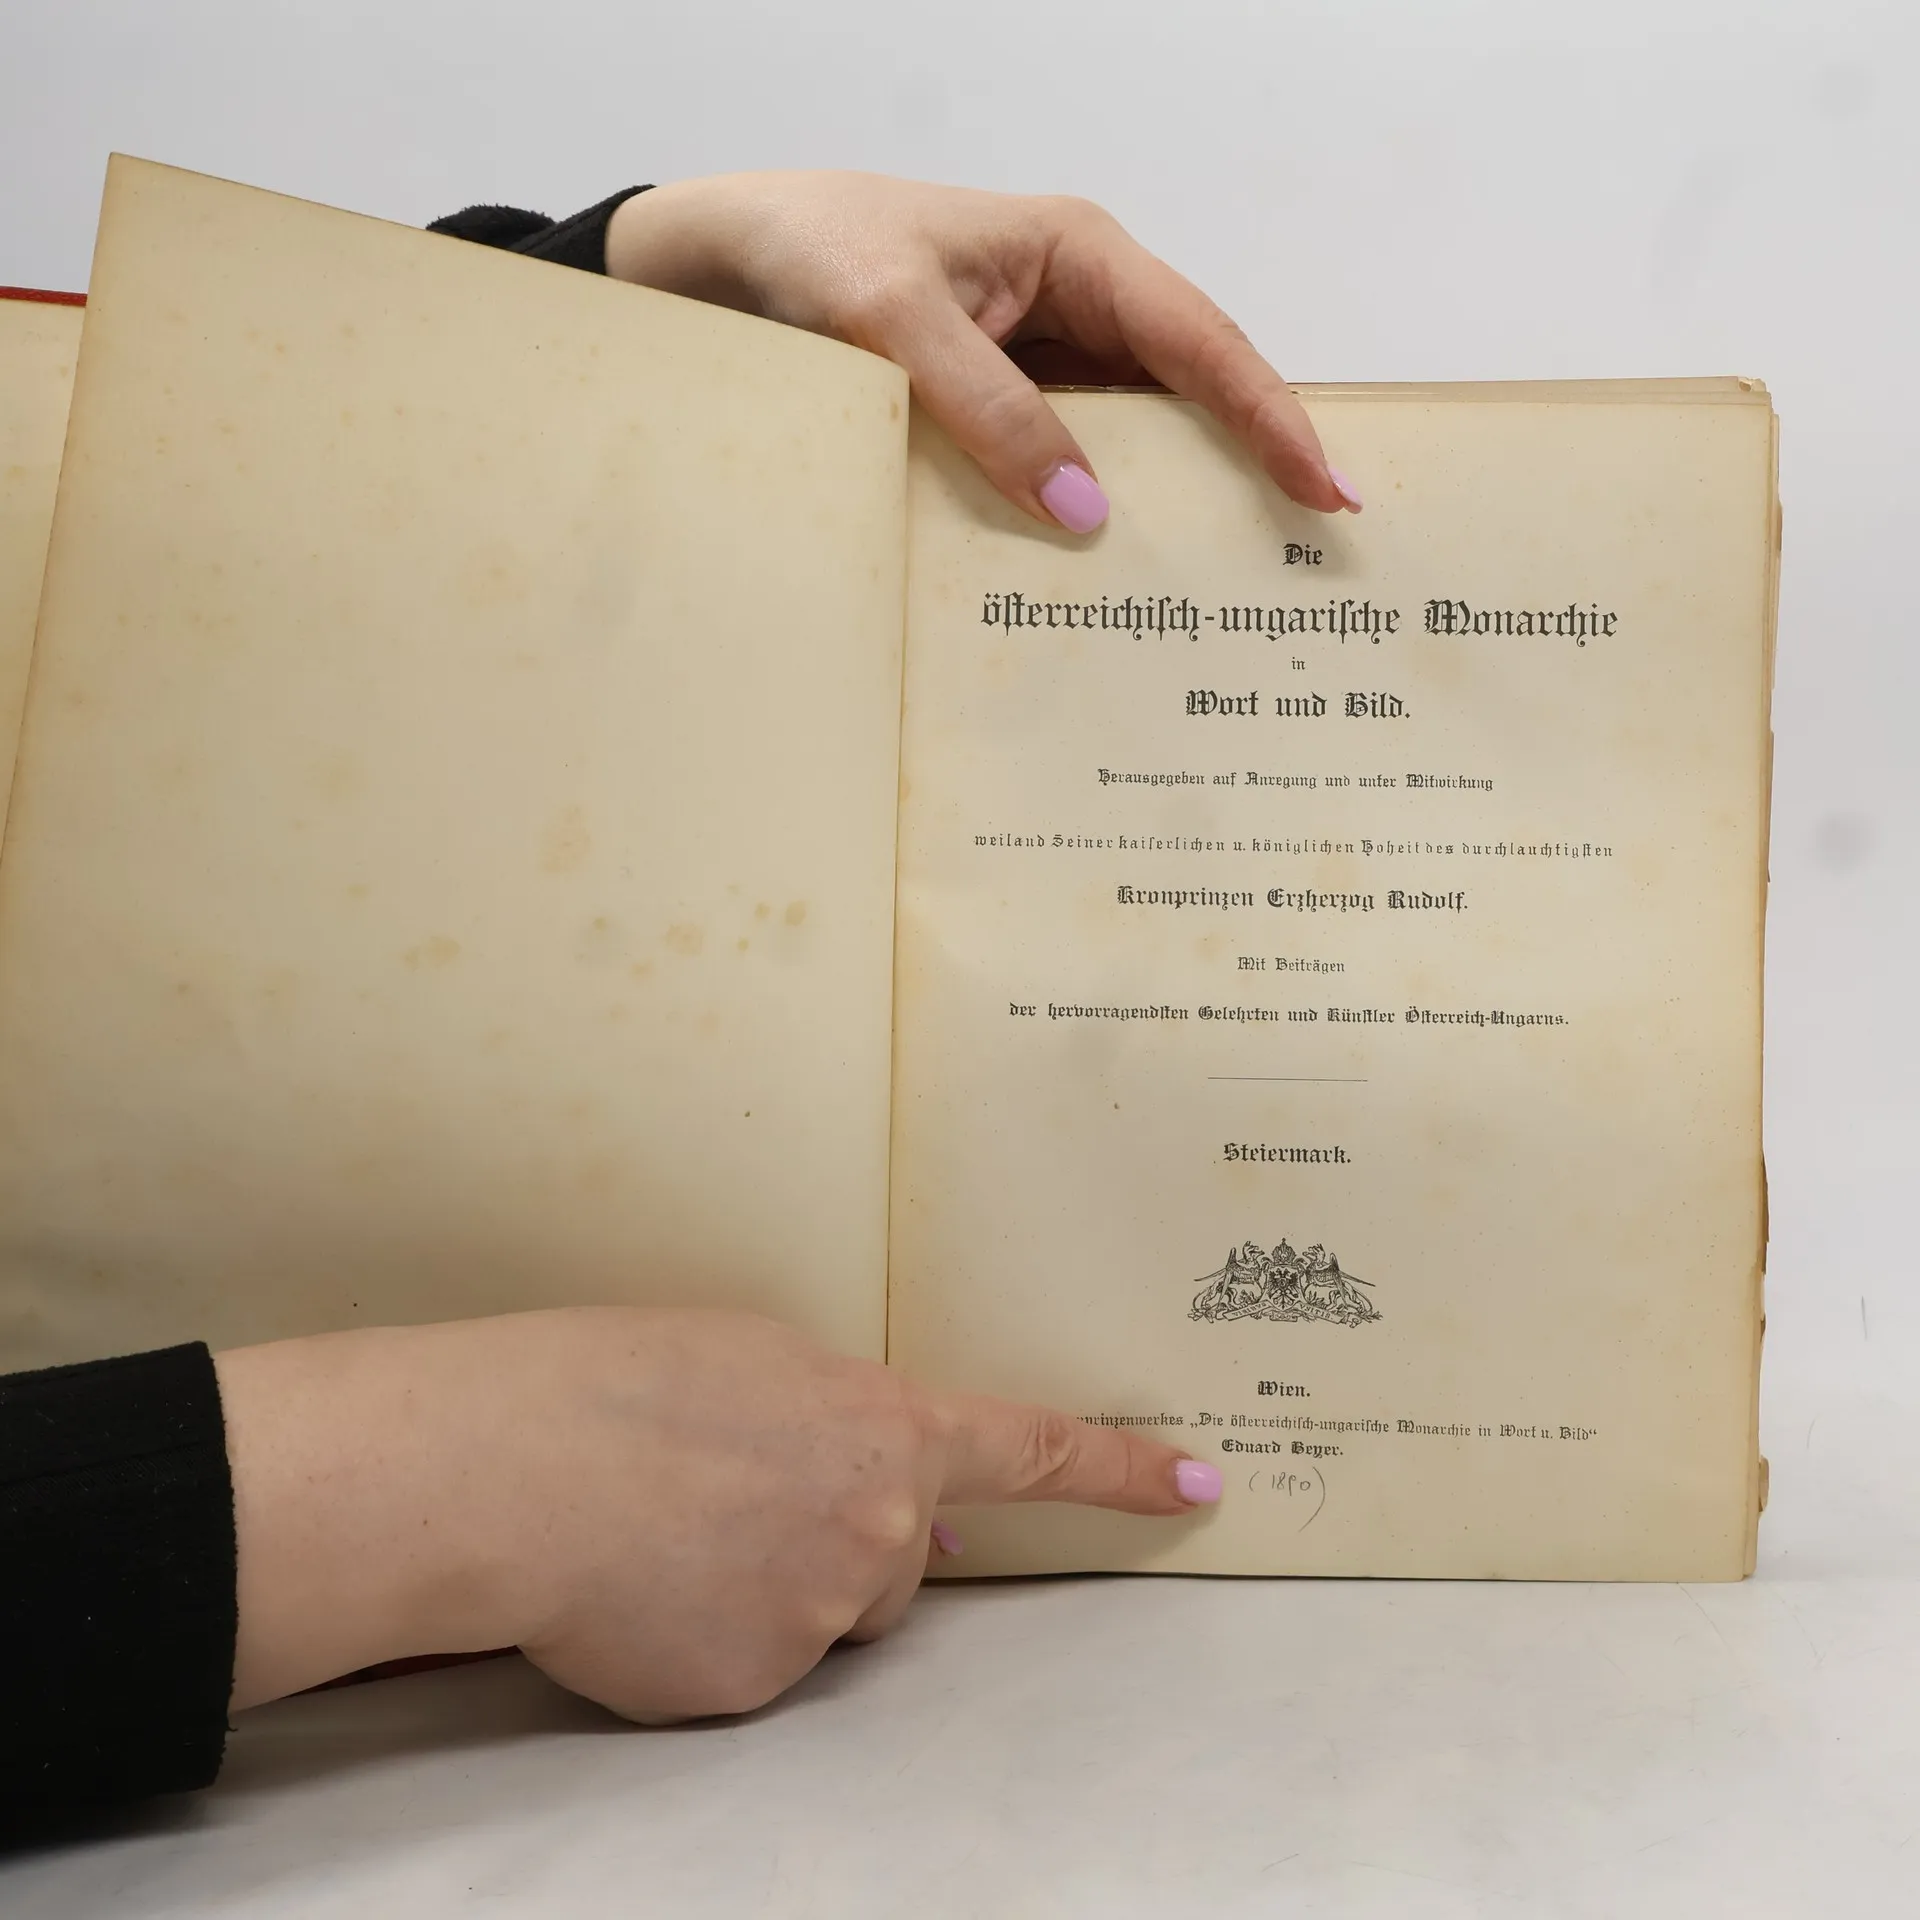 Die
öſterreichiſch-ungariſche Monarchie
in
Wort und Bild.
Herausgegeben auf Anregung und unter Mitwirkung
weiland Seiner kaiſerlichen u. königlichen Hoheit des durchlauchtigſten
Kronprinzen Erzherzog Rudolf.
Mit Beiträgen
der hervorragendſten Gelehrten und Künſtler Öſterreich-Ungarns.
Steiermark.
Wien.
„Die öſterreichiſch-ungariſche Monarchie in Wort u. Bild“
Eduard Beyer.
(1890)